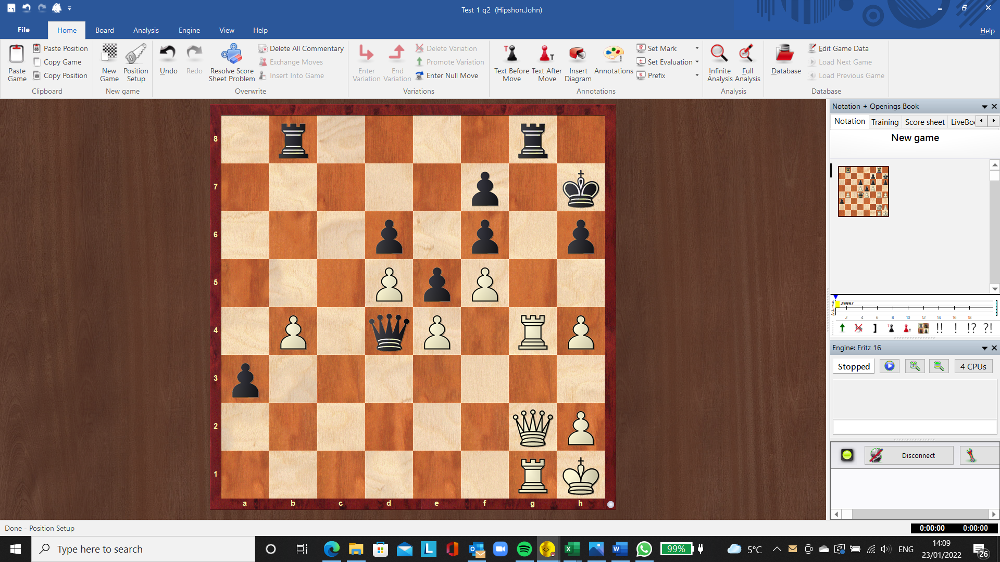 Test 1 q2 (Hipshon,John)
File Home Board Analysis Engine View Help
Help
Paste Game
Paste Position
Copy Game
Copy Position
Clipboard
New Game
Position Setup
New game
Undo
Redo
Resolve Score Sheet Problem
Delete All Commentary
Exchange Moves
Insert Into Game
Overwrite
Enter Variation
End Variation
Delete Variation
Promote Variation
Enter Null Move
Variations
Text Before Move
Text After Move
Insert Diagram
Annotations
Set Mark
Set Evaluation
Prefix
Annotations
Infinite Analysis
Full Analysis
Analysis
Database
Edit Game Data
Load Next Game
Load Previous Game
Database
8
7
6
5
4
3
2
1
a b c d e f g h
Notation + Openings Book
Notation Training Score sheet LiveBo
New game
29997
2 4 6 8 10 12 14 16 18
] !! ! !? ?!
Engine: Fritz 16
Stopped 4 CPUs
Disconnect
Done - Position Setup
0:00:00 0:00:00
Type here to search
99%
5°C
ENG
14:09
23/01/2022
26